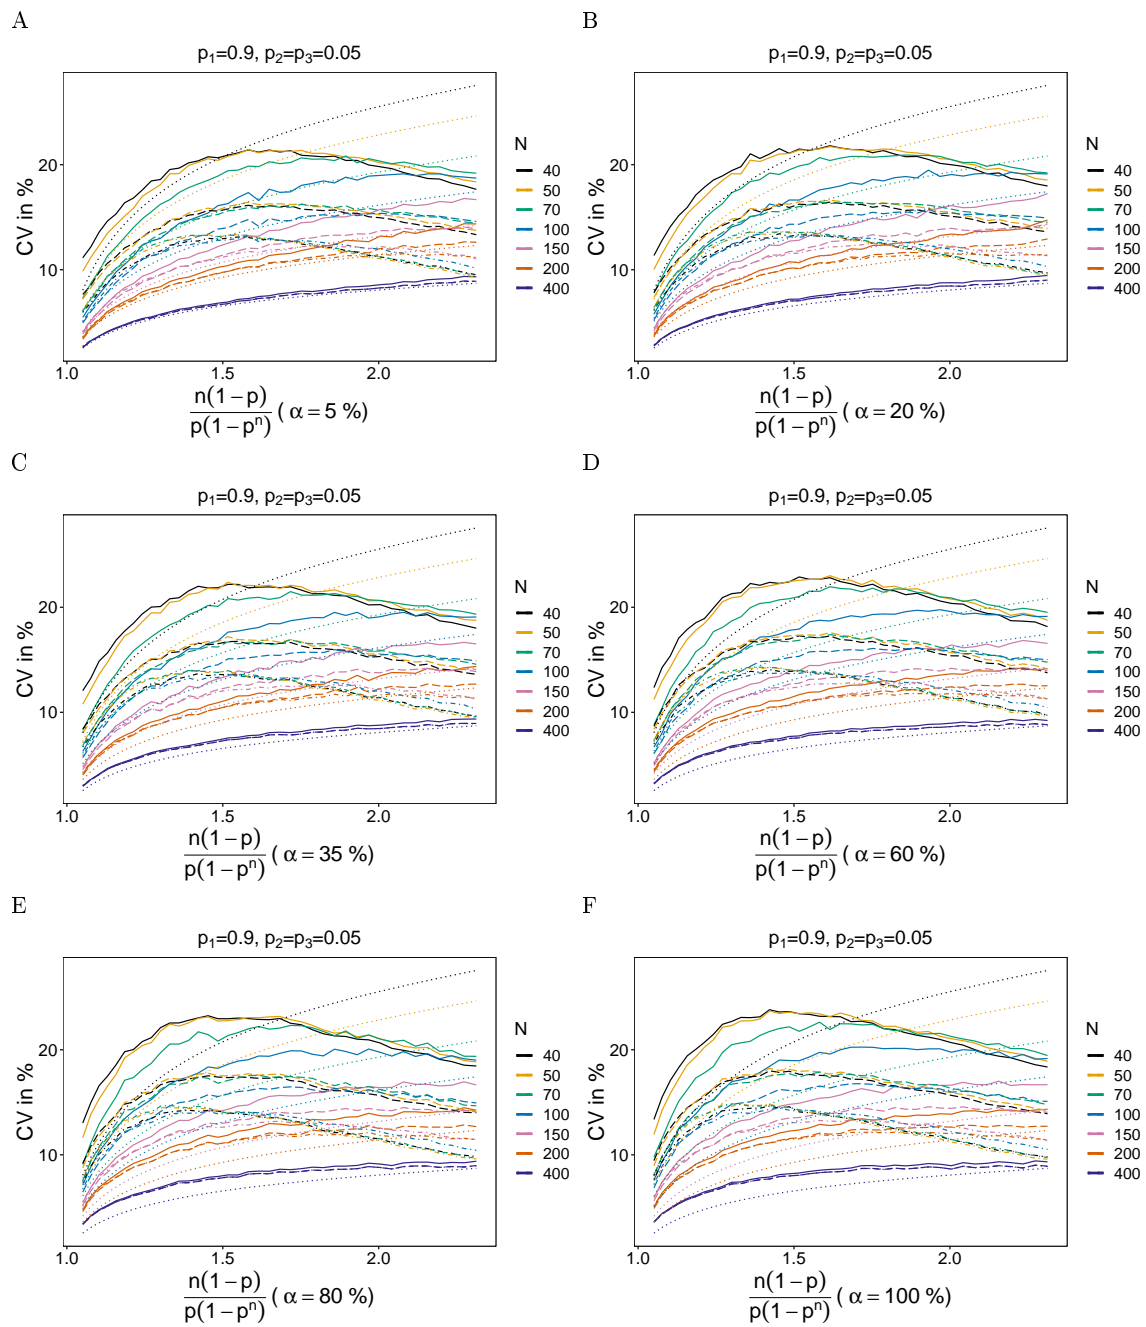 A
p1=0.9, p2=p3=0.05
CV in %
20
10
1.0 1.5 2.0
n(1−p)
p(1−pⁿ)
( α = 5 %)
N
40
50
70
100
150
200
400
B
p1=0.9, p2=p3=0.05
CV in %
20
10
1.0 1.5 2.0
n(1−p)
p(1−pⁿ)
( α = 20 %)
N
40
50
70
100
150
200
400
C
p1=0.9, p2=p3=0.05
CV in %
20
10
1.0 1.5 2.0
n(1−p)
p(1−pⁿ)
( α = 35 %)
N
40
50
70
100
150
200
400
D
p1=0.9, p2=p3=0.05
CV in %
20
10
1.0 1.5 2.0
n(1−p)
p(1−pⁿ)
( α = 60 %)
N
40
50
70
100
150
200
400
E
p1=0.9, p2=p3=0.05
CV in %
20
10
1.0 1.5 2.0
n(1−p)
p(1−pⁿ)
( α = 80 %)
N
40
50
70
100
150
200
400
F
p1=0.9, p2=p3=0.05
CV in %
20
10
1.0 1.5 2.0
n(1−p)
p(1−pⁿ)
( α = 100 %)
N
40
50
70
100
150
200
400